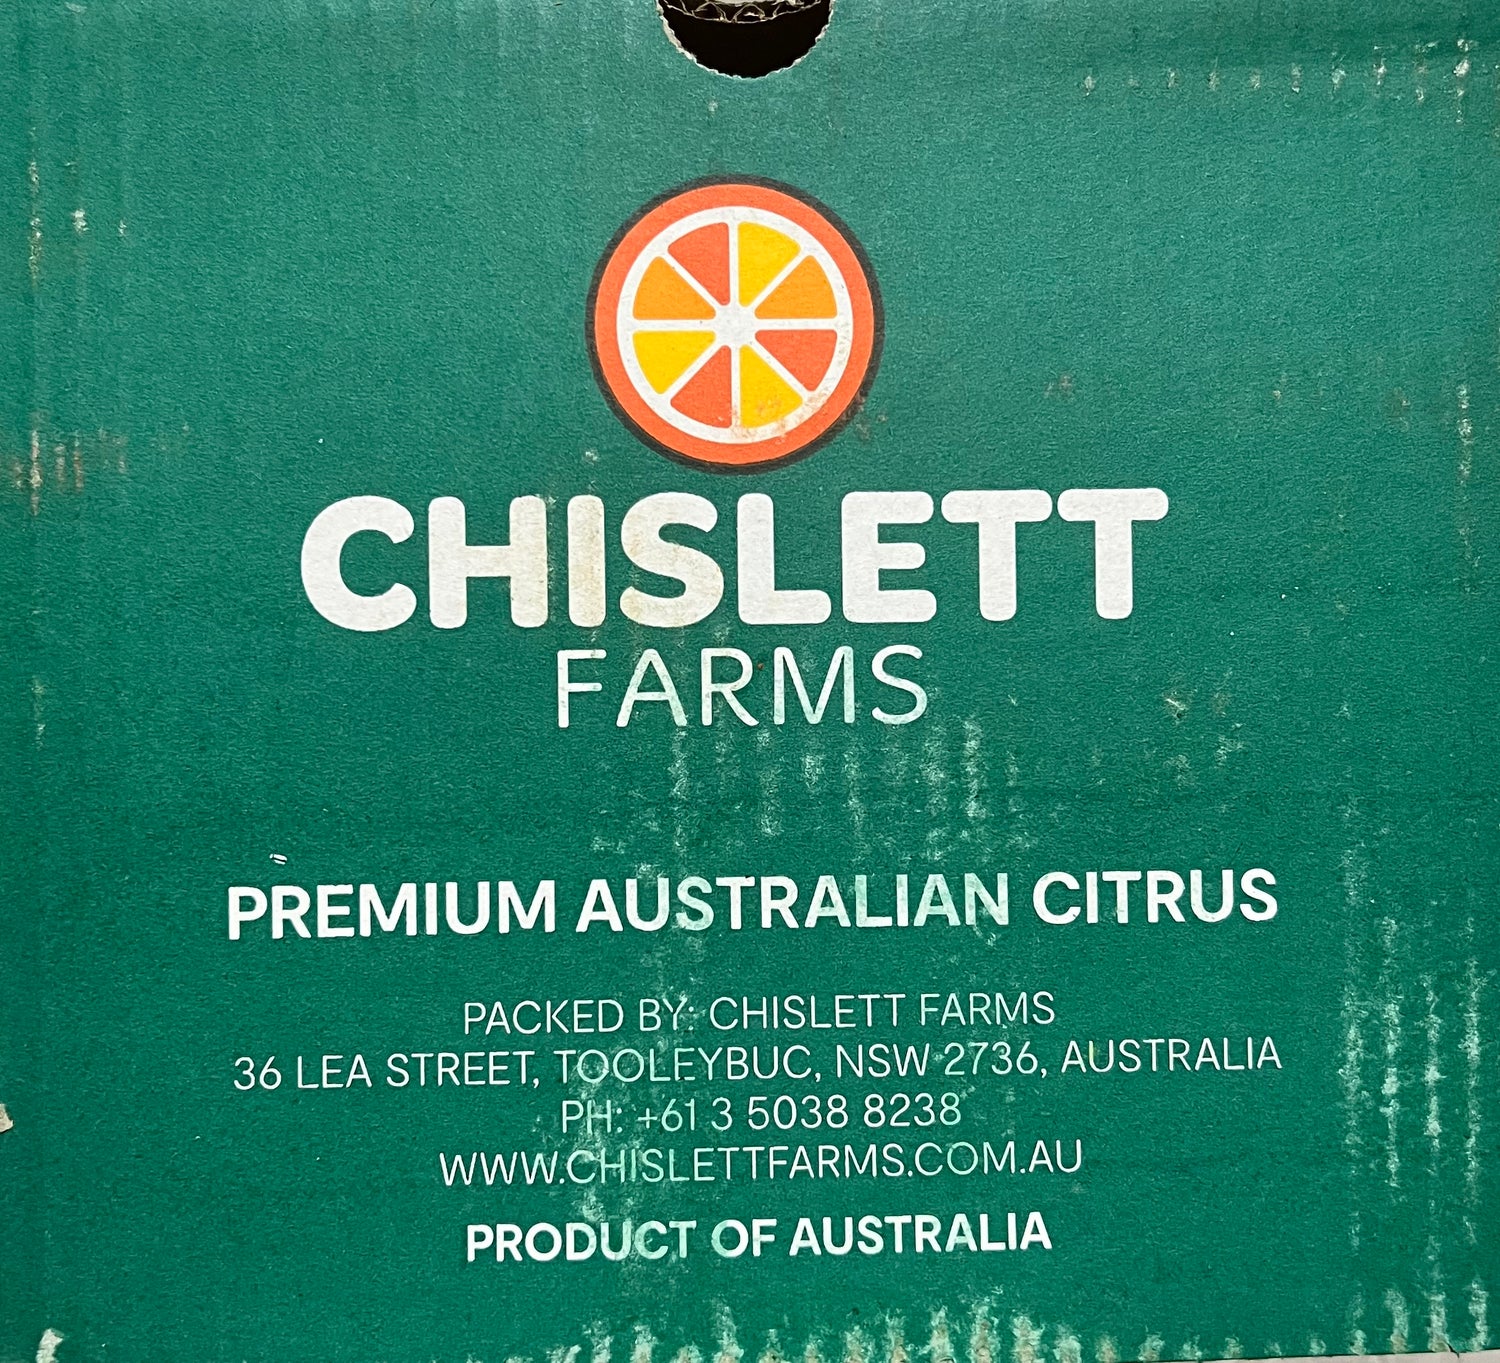 CHISLETT
FARMS
PREMIUM AUSTRALIAN CITRUS
PACKED BY: CHISLETT FARMS
36 LEA STREET, TOOLEYBUC, NSW 2736, AUSTRALIA
PH: +61 3 5038 8238
WWW.CHISLETTFARMS.COM.AU
PRODUCT OF AUSTRALIA